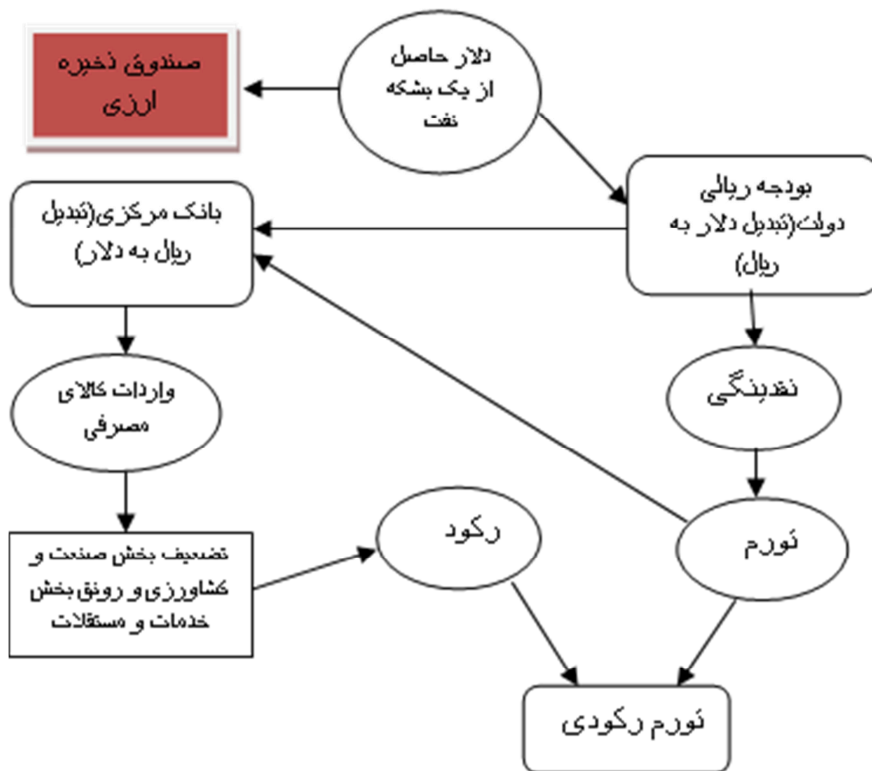 صندوق ذخیره
ارزی
دلار حاصل
از یک بشکه
نفت
بودجه ریالی
دولت(تبدیل دلار به
ریال)
بانک مرکزی(تبدیل
ریال به دلار)
نقدینگی
واردات کالای
مصرفی
تورم
رکود
تضعیف بخش صنعت و
کشاورزی و رونق بخش
خدمات و مستقلات
تورم رکودی